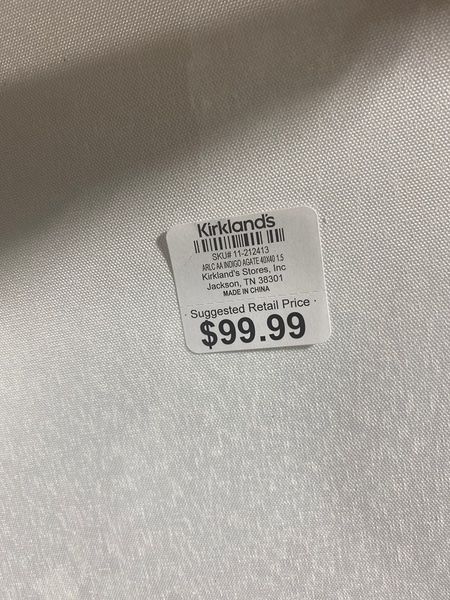 Kirkland's
SKU# 11-212413
ARLC AA INDIGO AGATE 40X40 1.5
Kirkland's Stores, Inc
Jackson, TN 38301
MADE IN CHINA
· Suggested Retail Price ·
$99.99